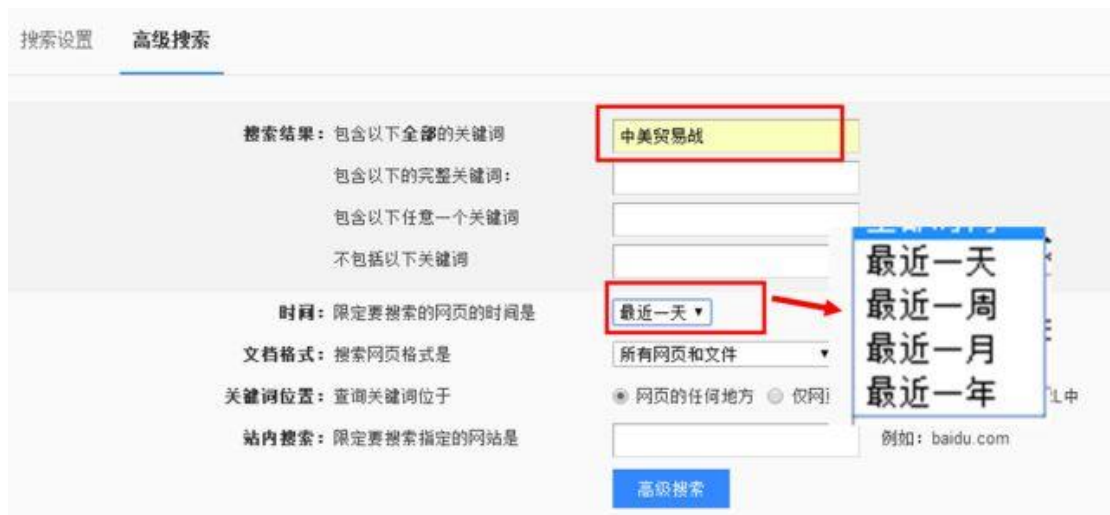 搜索设置 高级搜索
搜索结果：包含以下全部的关键词 中美贸易战
包含以下的完整关键词：
包含以下任意一个关键词
不包括以下关键词
时间：限定要搜索的网页的时间是 最近一天
最近一天
最近一周
最近一月
最近一年
文档格式：搜索网页格式是 所有网页和文件
关键词位置：查询关键词位于 网页的任何地方 仅网 L中
站内搜索：限定要搜索指定的网站是 例如：baidu.com
高级搜索